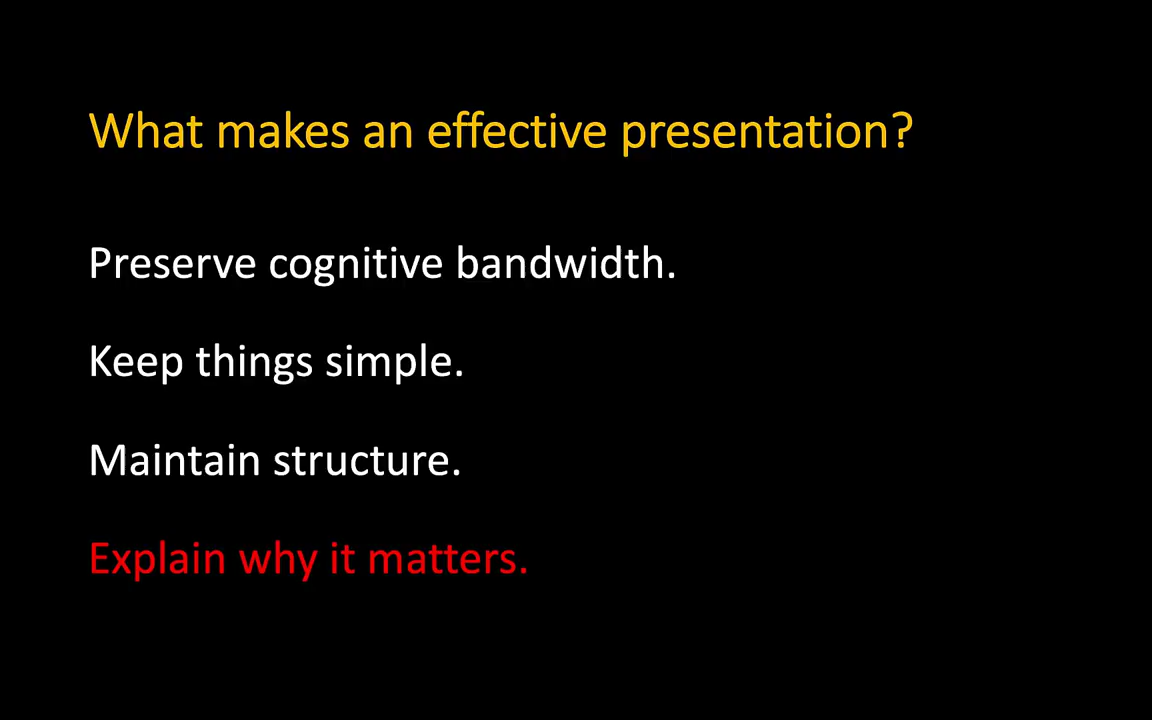 What makes an effective presentation?
Preserve cognitive bandwidth.
Keep things simple.
Maintain structure.
Explain why it matters.